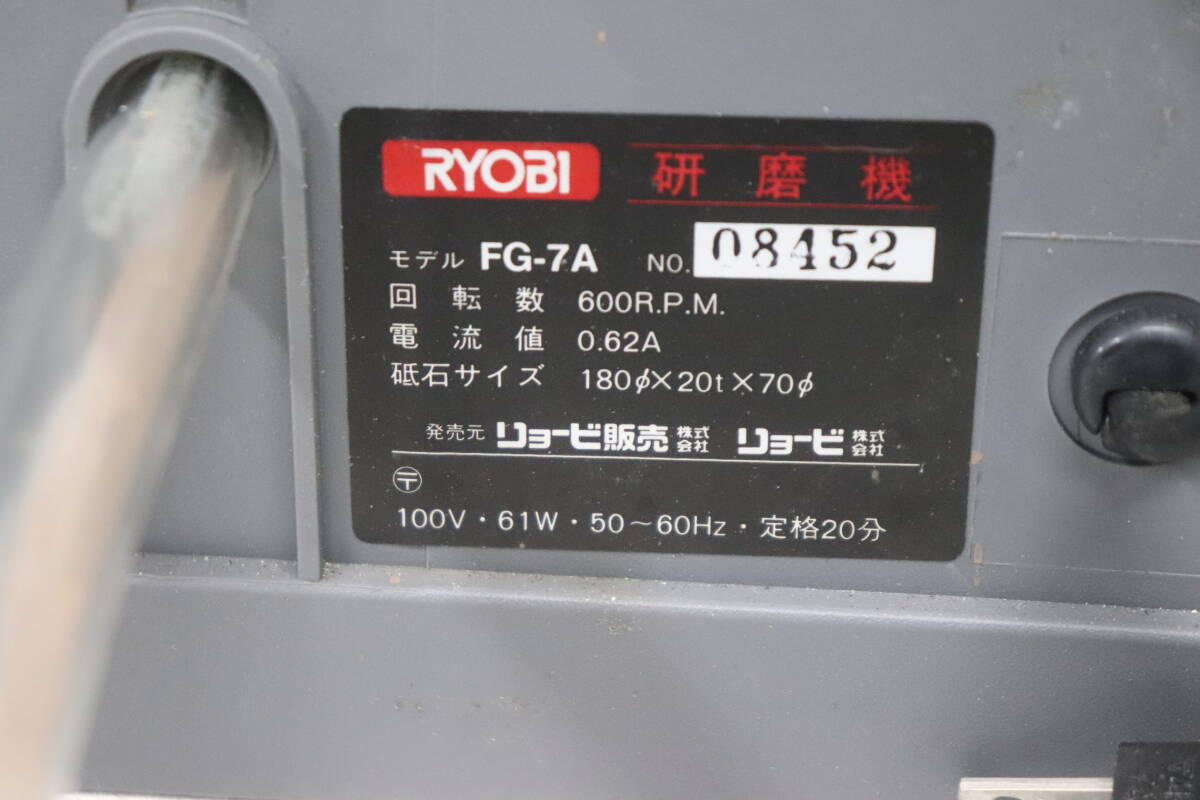 RYOBI 研磨機
モデル FG-7A NO. 08452
回転数 600R.P.M.
電流値 0.62A
砥石サイズ 180φ×20t×70φ
発売元 リョービ販売株式会社 リョービ株式会社
〶
100V・61W・50～60Hz・定格20分